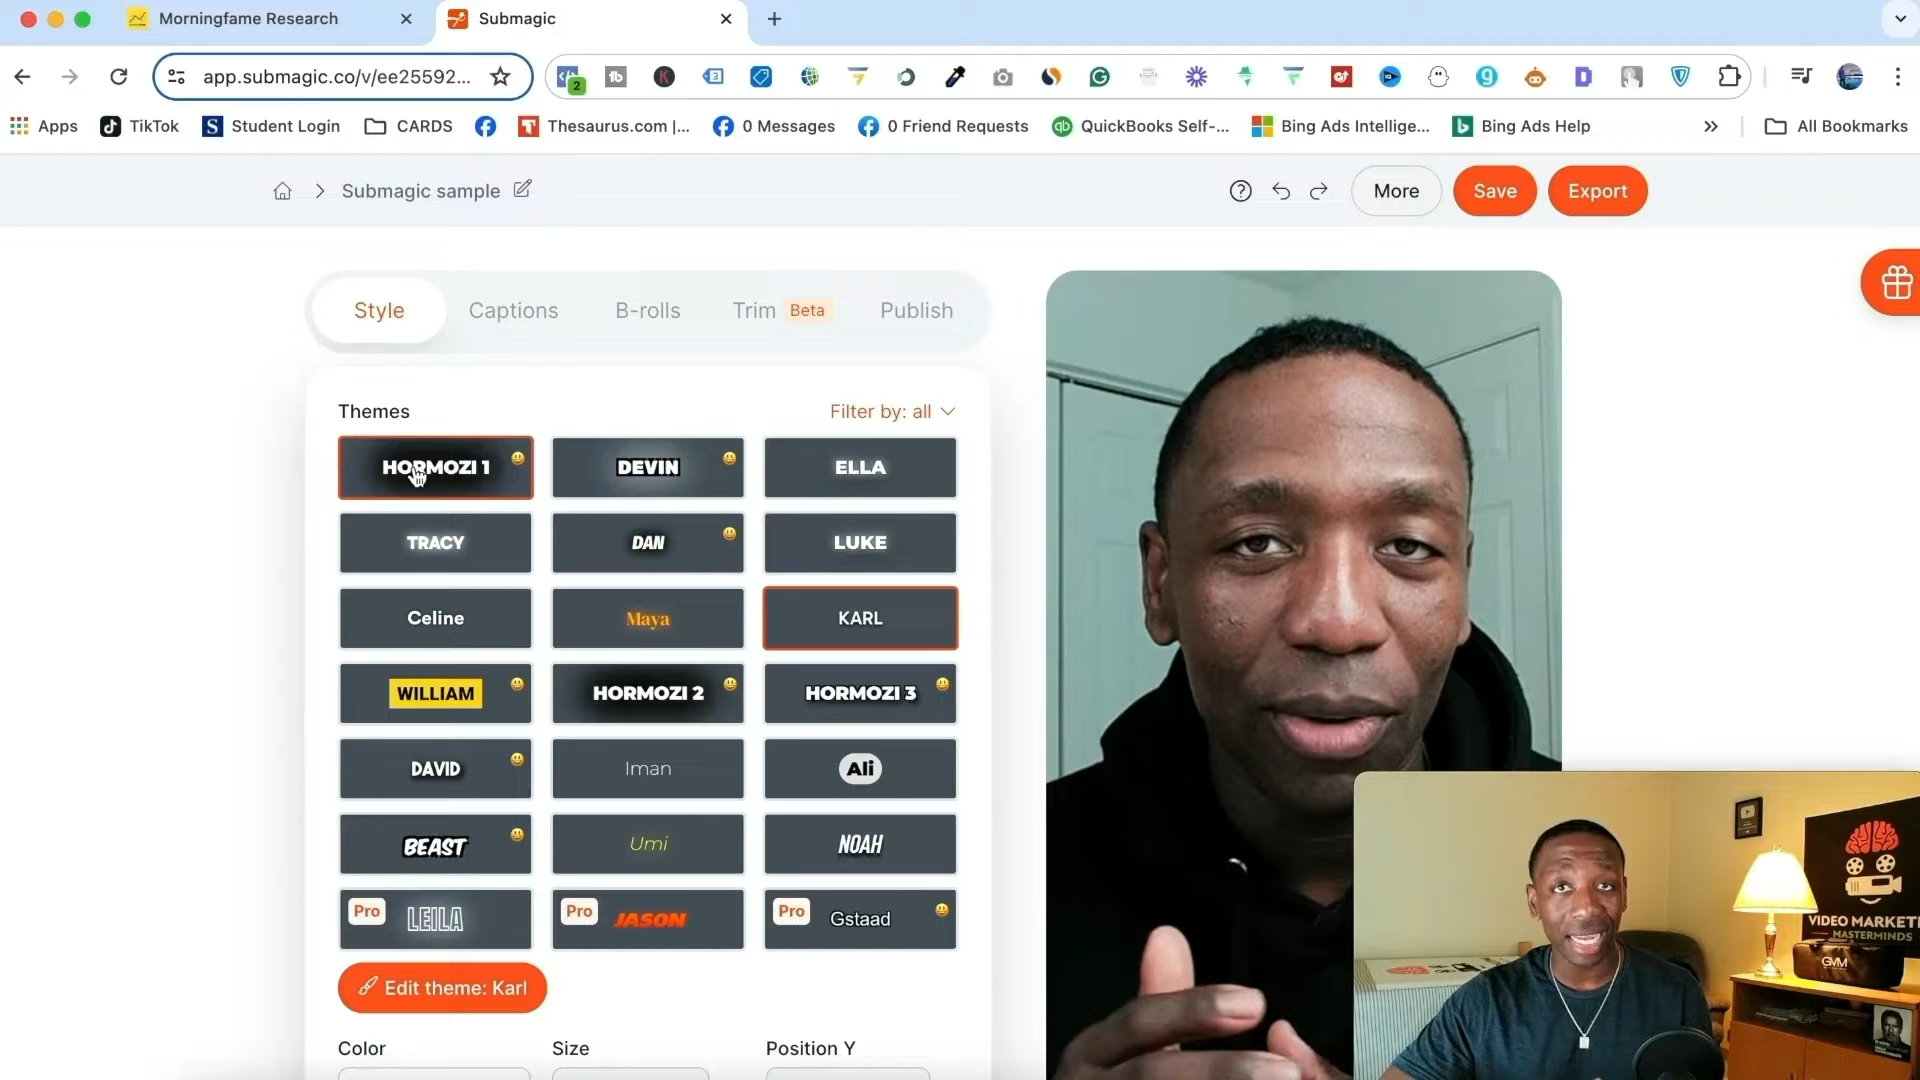 Morningfame Research
Submagic
app.submagic.co/v/ee25592...
Apps
TikTok
Student Login
CARDS
Thesaurus.com |...
0 Messages
0 Friend Requests
QuickBooks Self-...
Bing Ads Intellige...
Bing Ads Help
All Bookmarks
Submagic sample
More
Save
Export
Style
Captions
B-rolls
Trim Beta
Publish
Themes
Filter by: all
HORMOZI 1
DEVIN
ELLA
TRACY
DAN
LUKE
Celine
Maya
KARL
WILLIAM
HORMOZI 2
HORMOZI 3
DAVID
Iman
Ali
BEAST
Umi
NOAH
Pro LEILA
Pro JASON
Pro Gstaad
Edit theme: Karl
Color
Size
Position Y
VIDEO MARKETI
MASTERMINDS
GVM